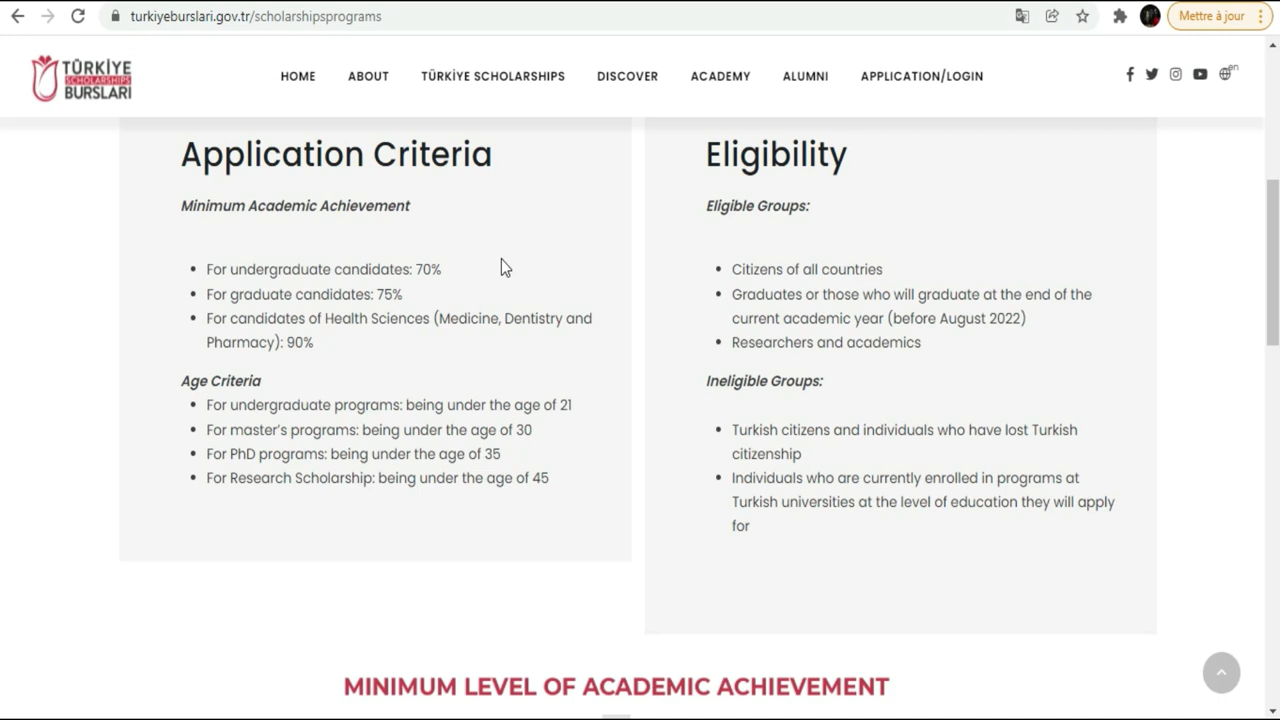 turkiyeburslari.gov.tr/scholarshipsprograms
Mettre à jour
TÜRKİYE
SCHOLARSHIPS
BURSLARI
HOME
ABOUT
TÜRKİYE SCHOLARSHIPS
DISCOVER
ACADEMY
ALUMNI
APPLICATION/LOGIN
en
Application Criteria
Minimum Academic Achievement
• For undergraduate candidates: 70%
• For graduate candidates: 75%
• For candidates of Health Sciences (Medicine, Dentistry and
Pharmacy): 90%
Age Criteria
• For undergraduate programs: being under the age of 21
• For master's programs: being under the age of 30
• For PhD programs: being under the age of 35
• For Research Scholarship: being under the age of 45
Eligibility
Eligible Groups:
• Citizens of all countries
• Graduates or those who will graduate at the end of the
current academic year (before August 2022)
• Researchers and academics
Ineligible Groups:
• Turkish citizens and individuals who have lost Turkish
citizenship
• Individuals who are currently enrolled in programs at
Turkish universities at the level of education they will apply
for
MINIMUM LEVEL OF ACADEMIC ACHIEVEMENT